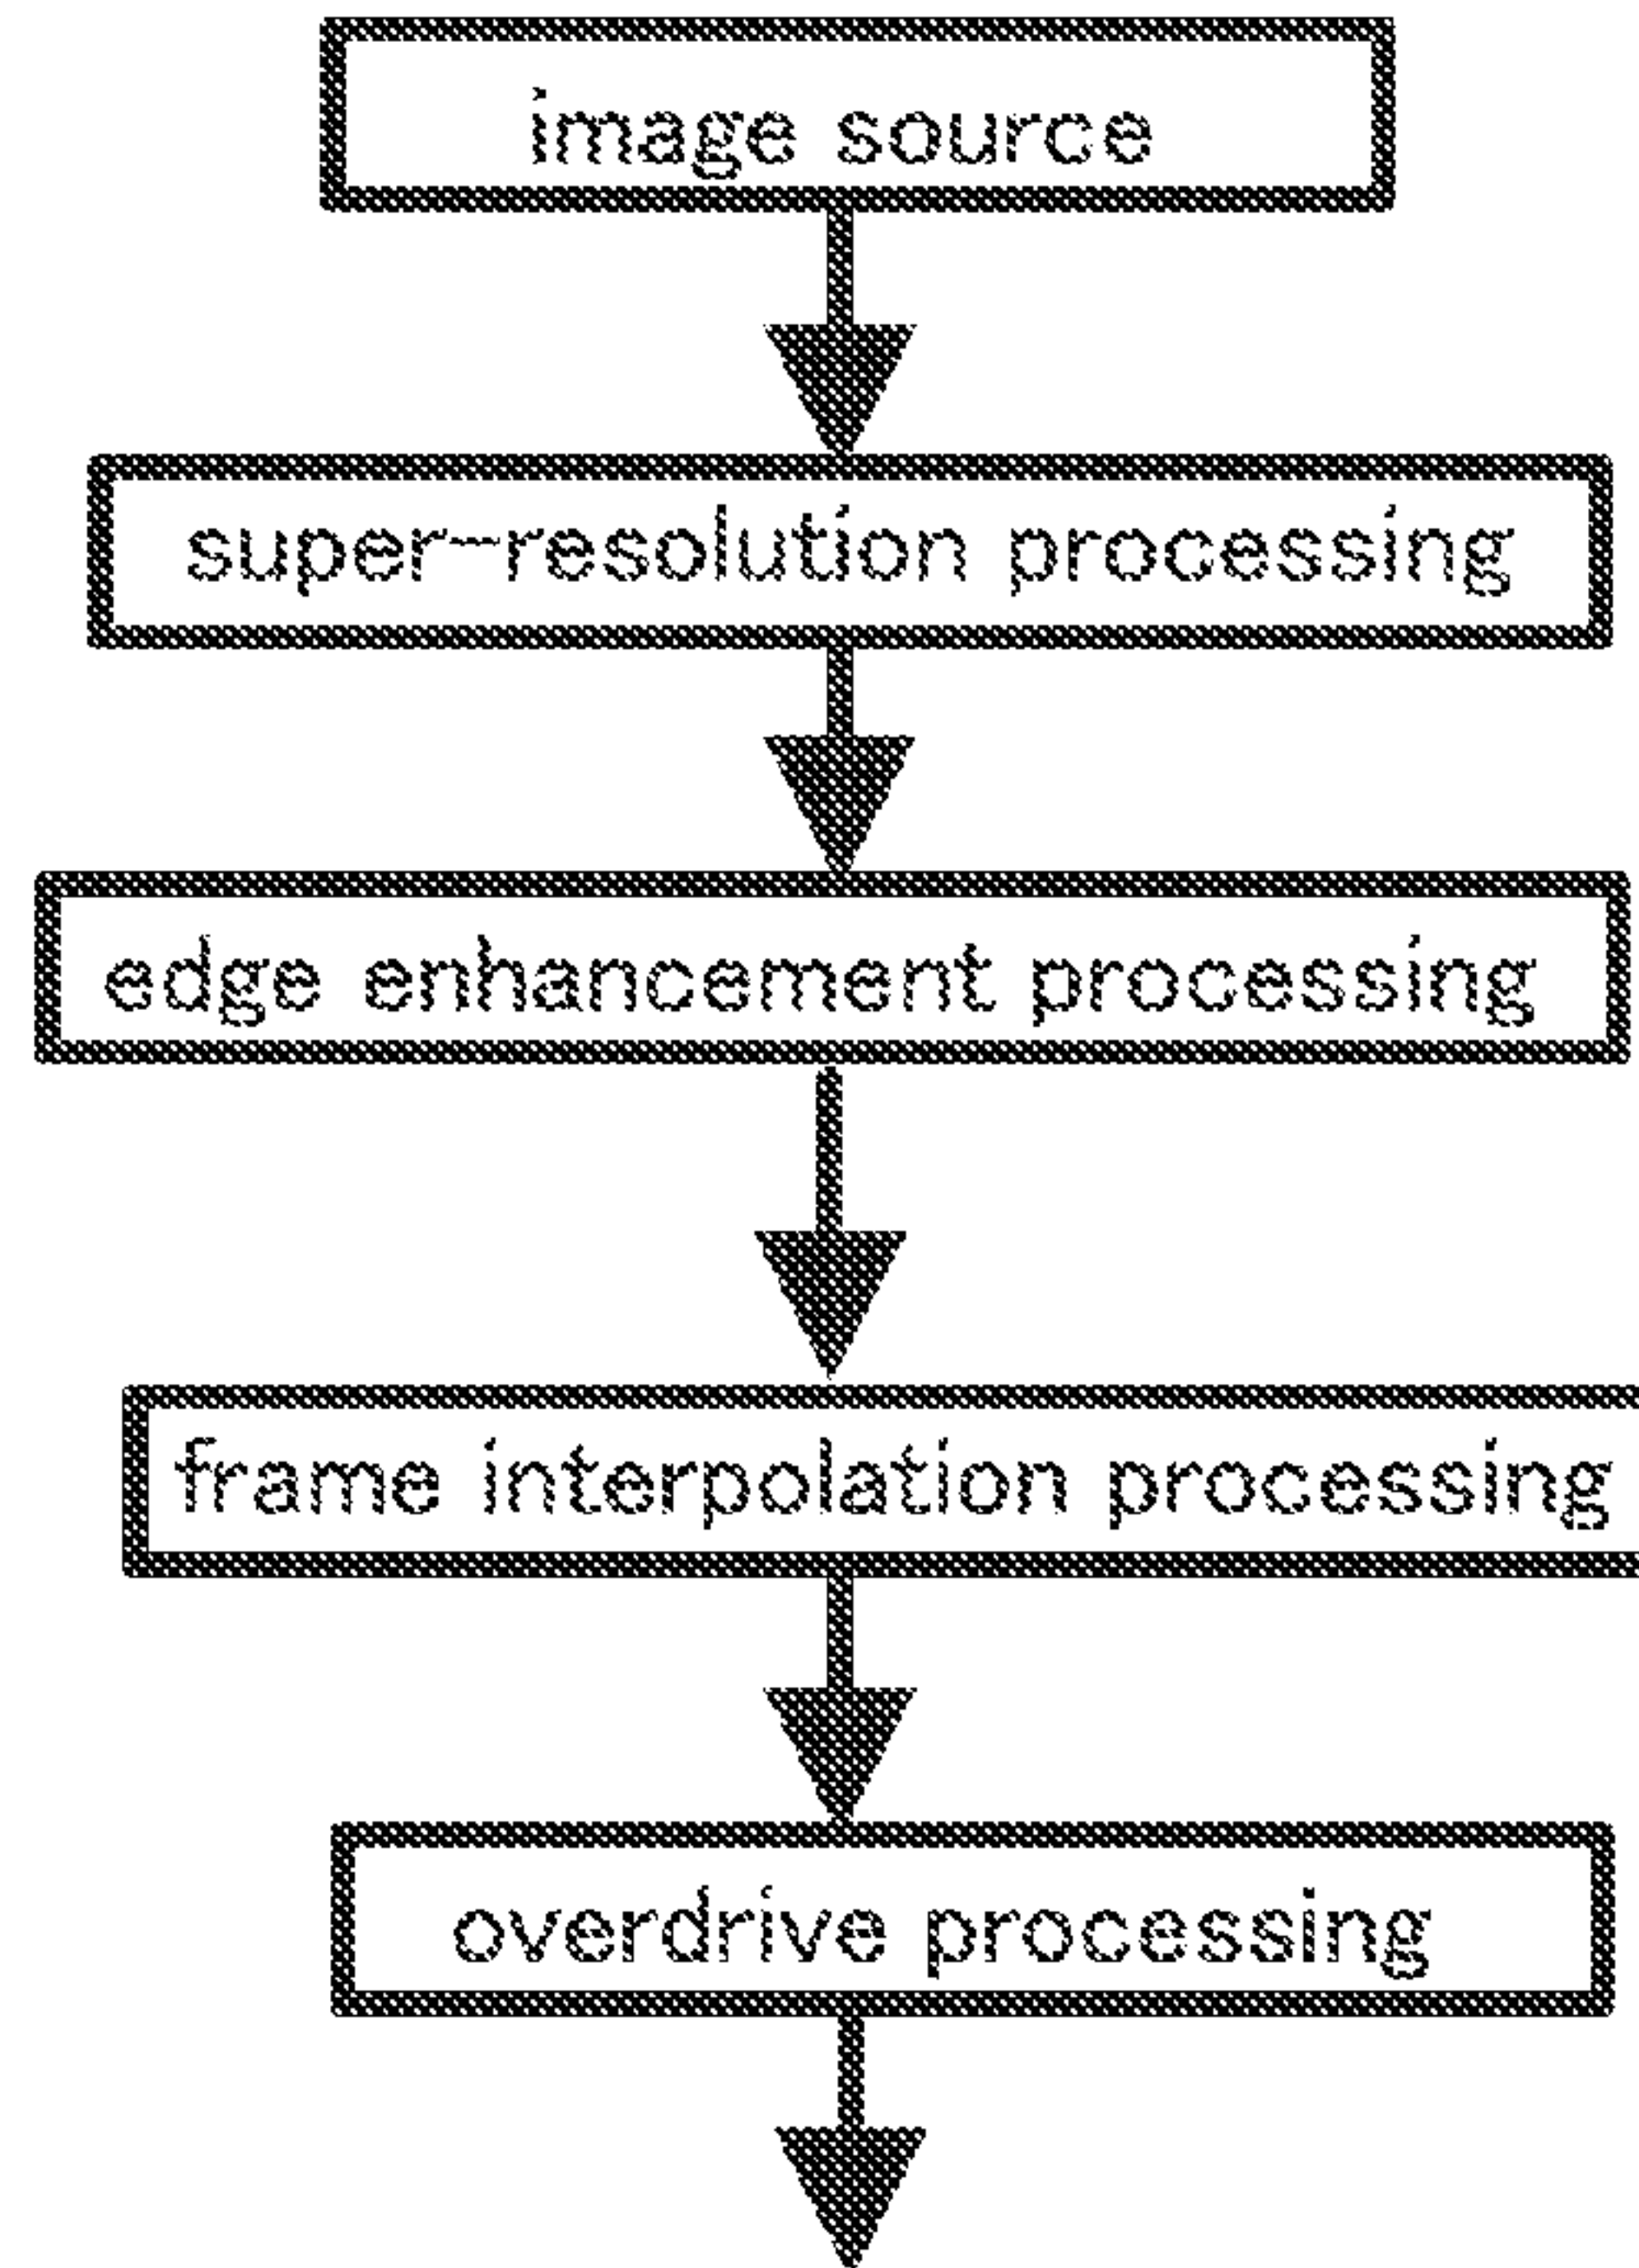 image source
super-resolution processing
edge enhancement processing
frame interpolation processing
overdrive processing